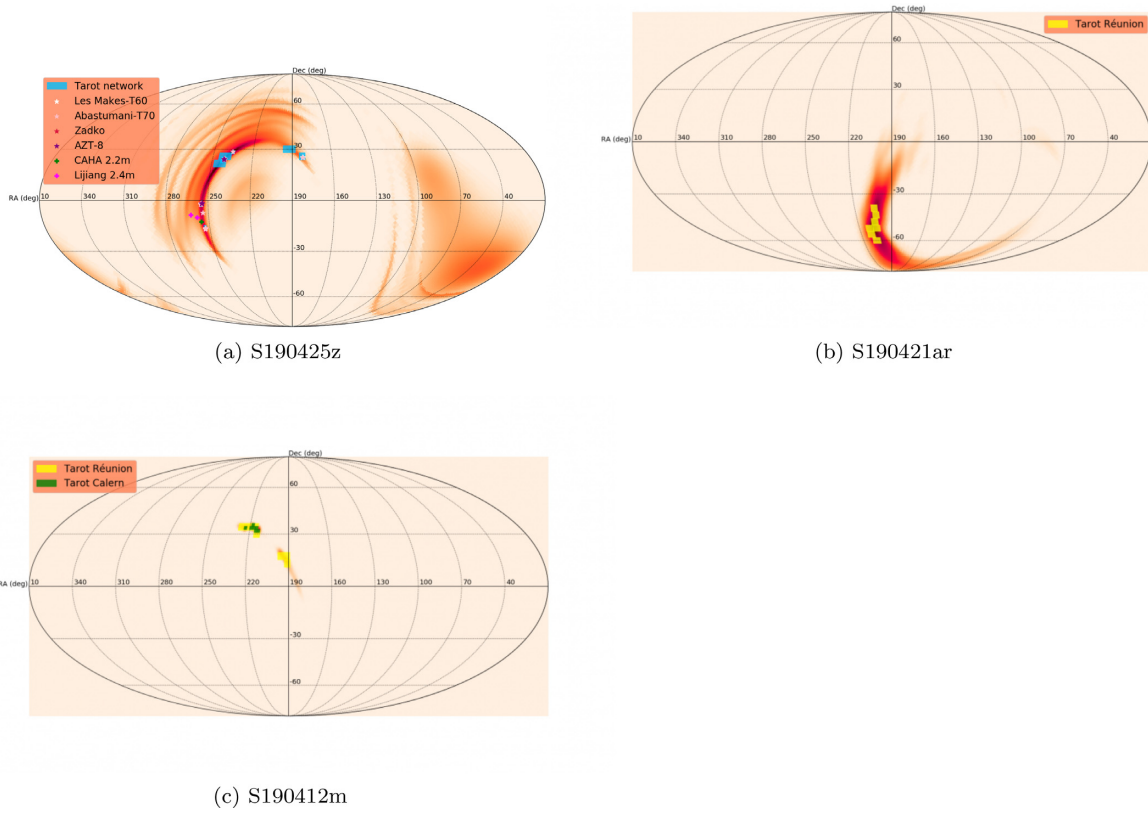 Dec (deg)
Tarot network
Les Makes-T60
Abastumani-T70
Zadko
AZT-8
CAHA 2.2m
Lijiang 2.4m
60
RA (deg) 10 340 310 280 250 220 190 160 130 100 70 40
-30
-60
(a) S190425z
Dec (deg)
Tarot Réunion
60
30
RA (deg) 10 340 310 280 250 220 190 170 130 100 70 40
-30
-60
(b) S190421ar
Dec (deg)
Tarot Réunion
Tarot Calern
60
30
RA (deg) 10 340 310 280 250 220 190 160 130 100 70 40
-30
-60
(c) S190412m